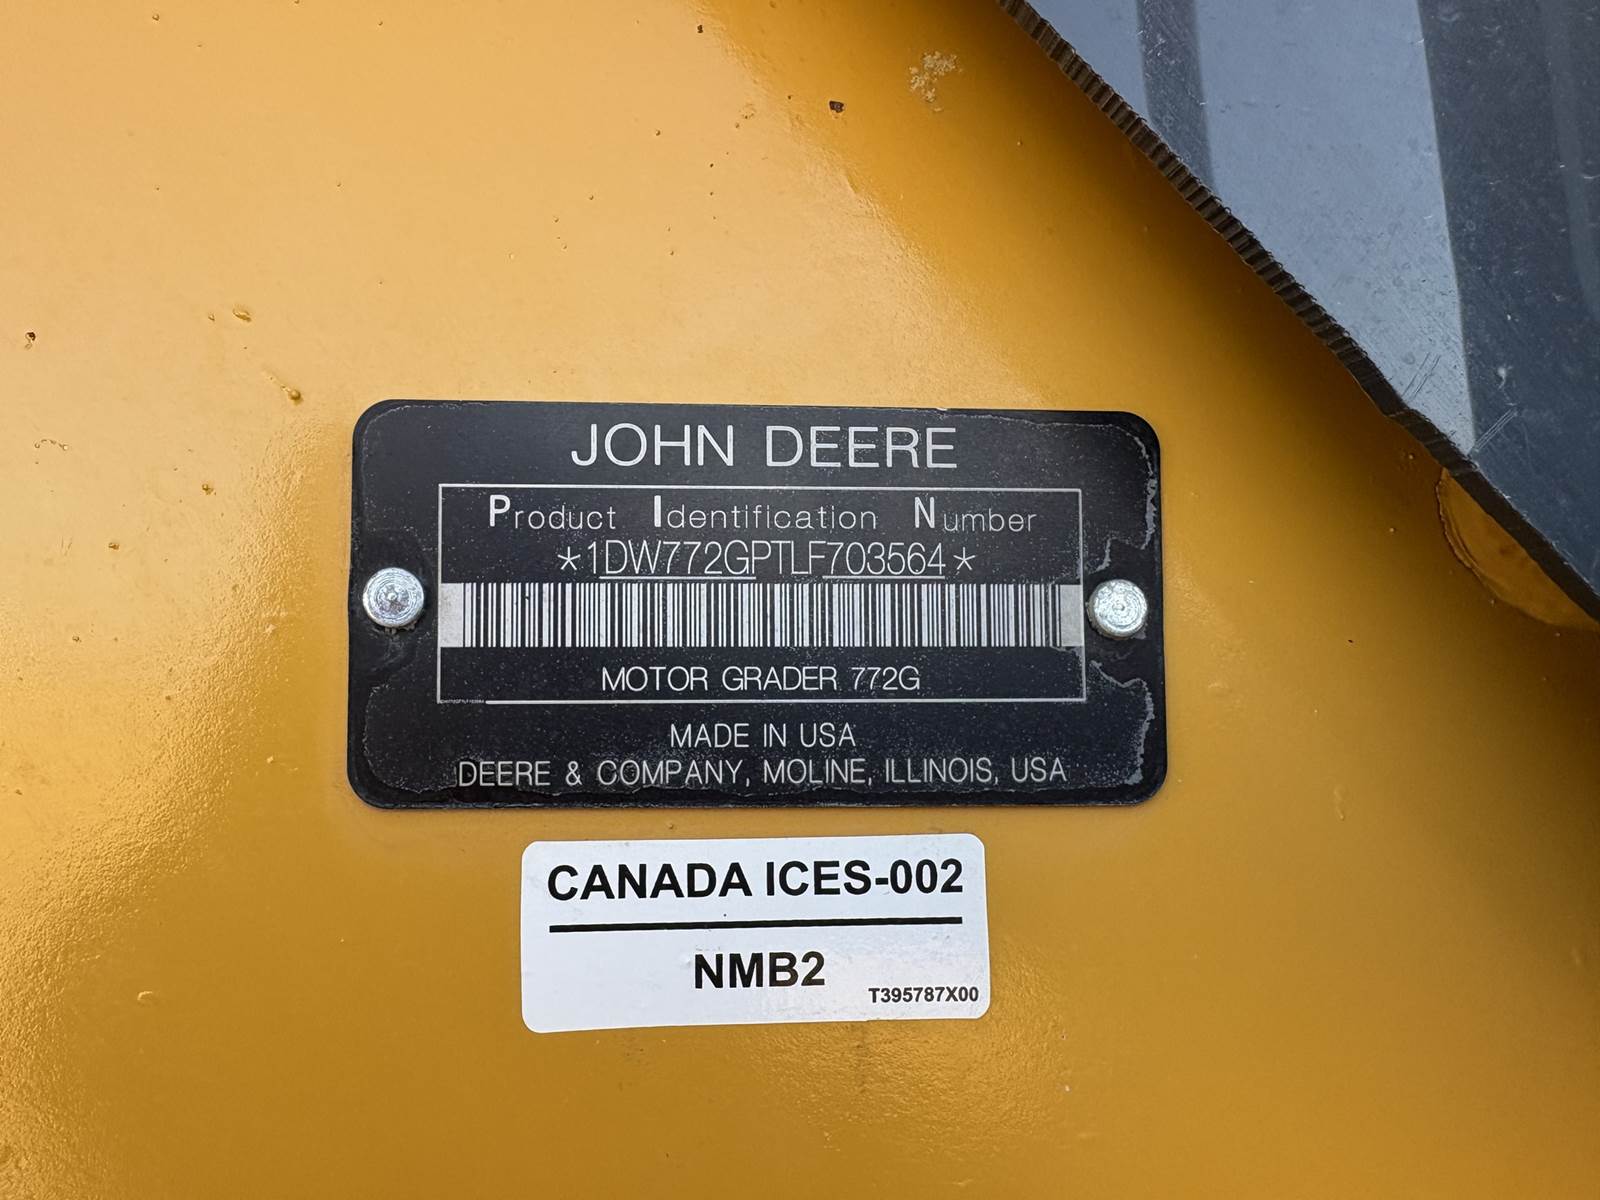 JOHN DEERE
Product Identification Number
*1DW772GPTLF703564*
MOTOR GRADER 772G
MADE IN USA
DEERE & COMPANY, MOLINE, ILLINOIS, USA
CANADA ICES-002
NMB2
T395787X00